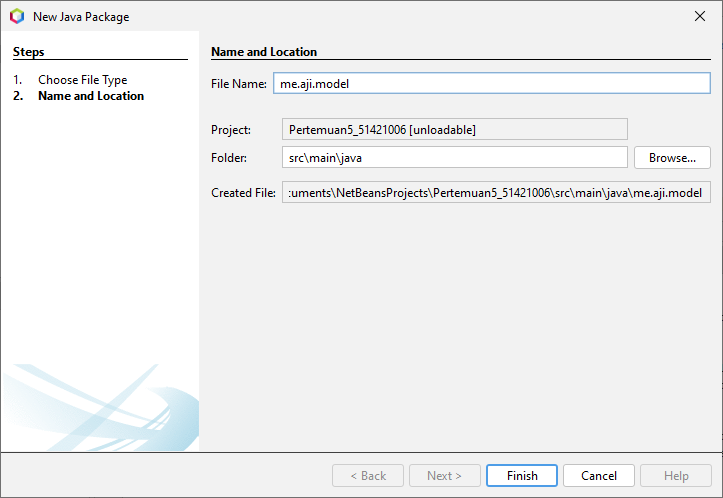 New Java Package
Steps
1. Choose File Type
2. Name and Location
Name and Location
File Name: me.aji.model
Project: Pertemuan5_51421006 [unloadable]
Folder: src\main\java Browse...
Created File: :uments\NetBeansProjects\Pertemuan5_51421006\src\main\java\me.aji.model
< Back Next > Finish Cancel Help